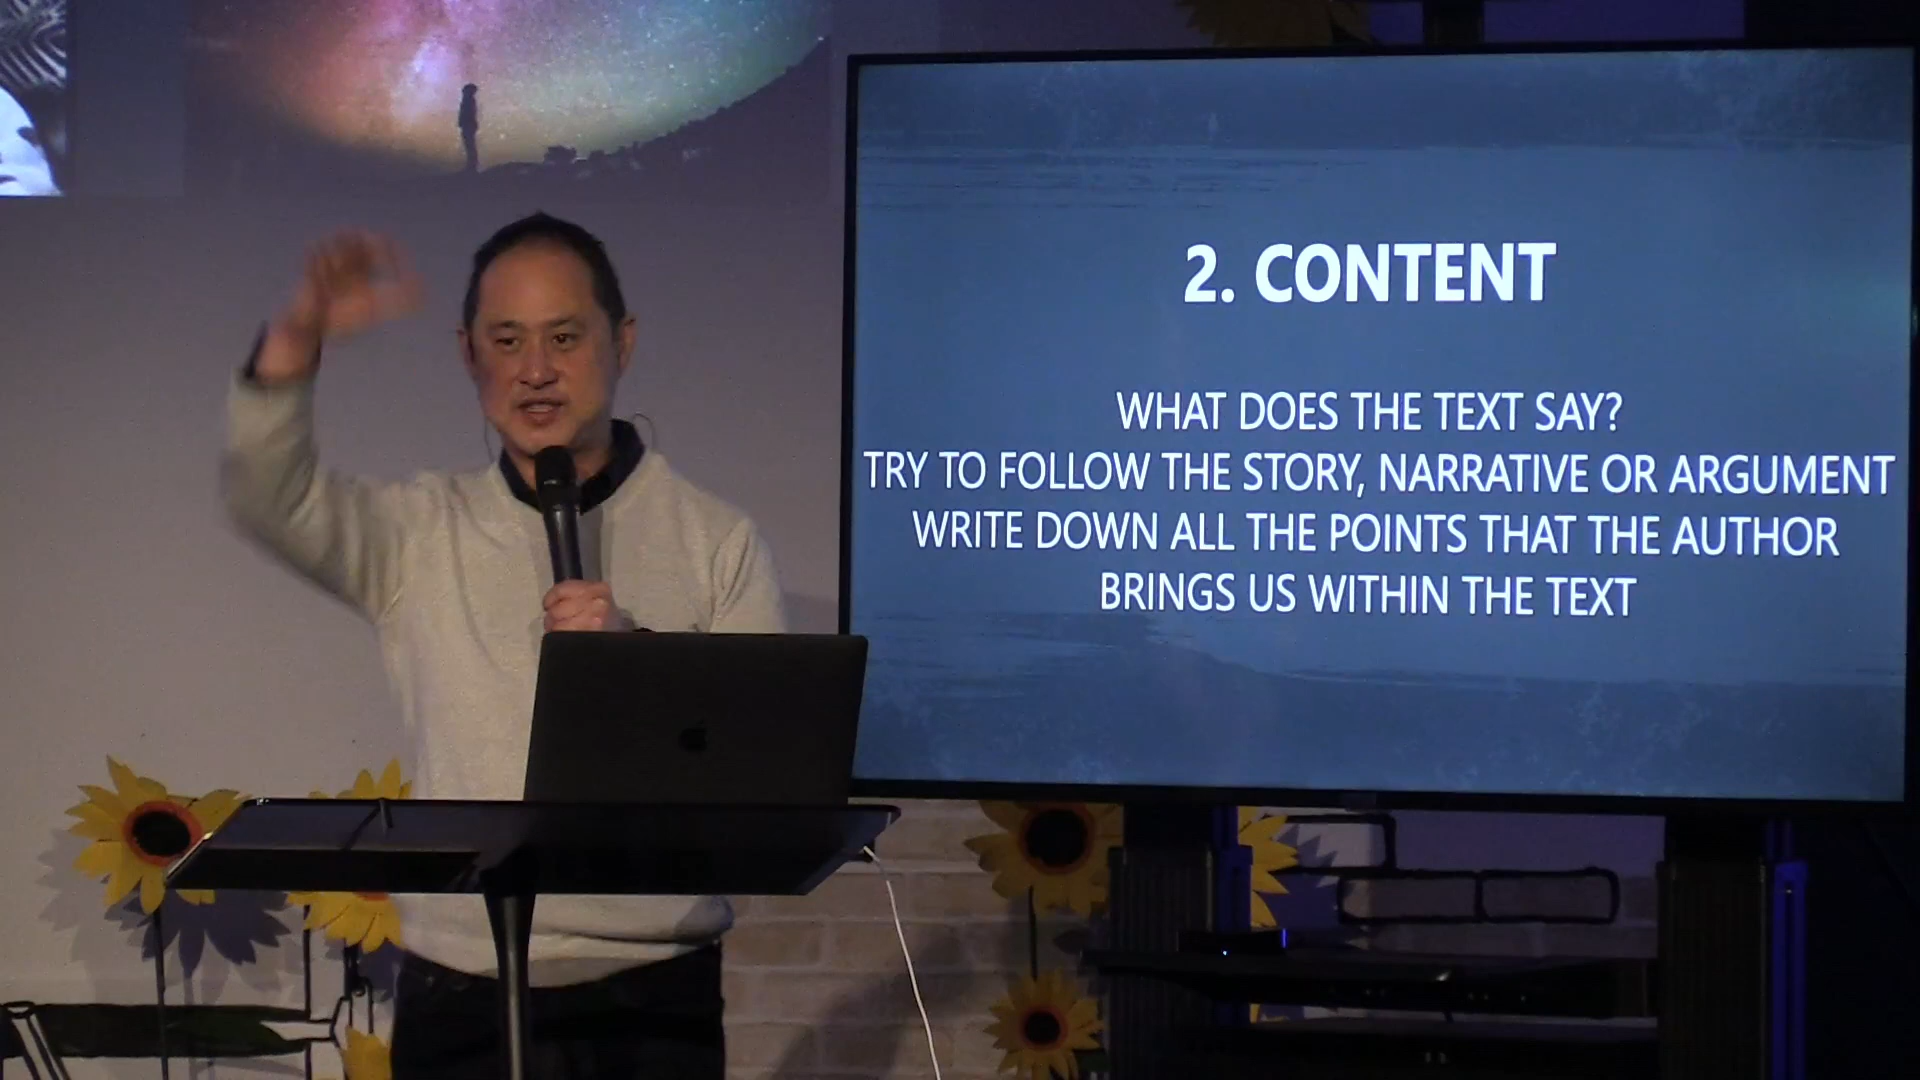 2. CONTENT
WHAT DOES THE TEXT SAY?
TRY TO FOLLOW THE STORY, NARRATIVE OR ARGUMENT
WRITE DOWN ALL THE POINTS THAT THE AUTHOR
BRINGS US WITHIN THE TEXT